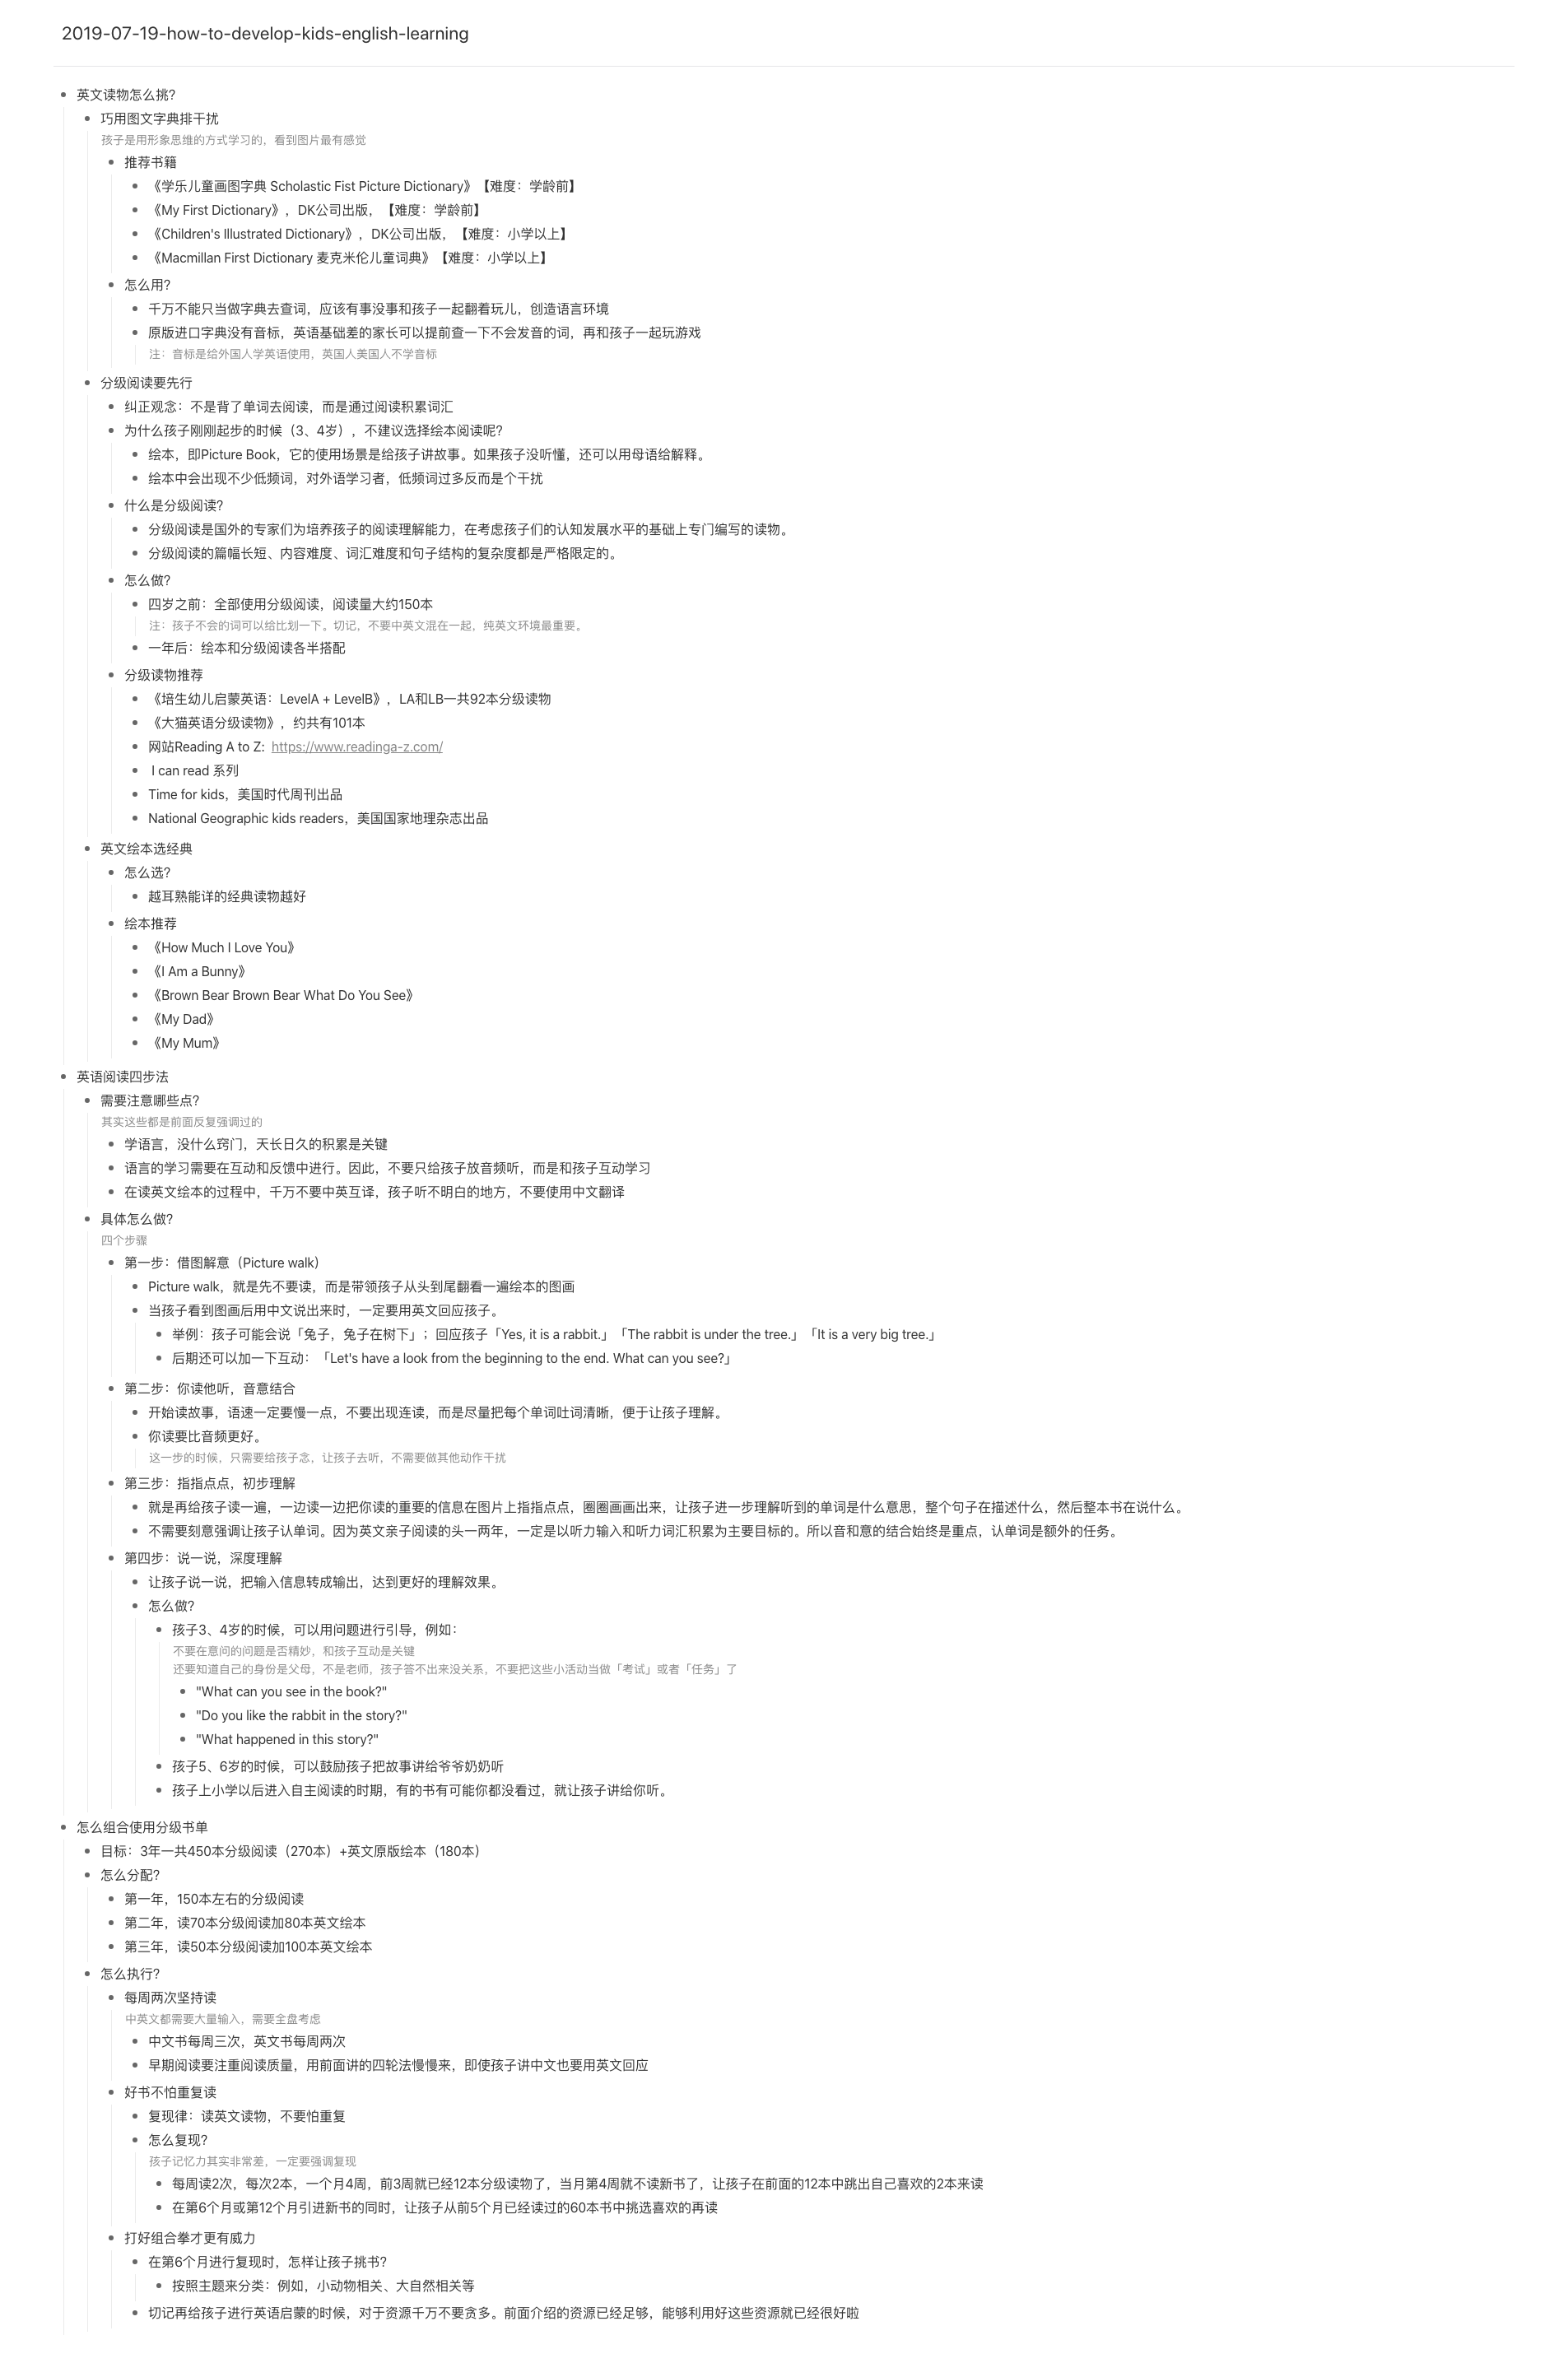 2019-07-19-how-to-develop-kids-english-learning
英文读物怎么挑?
巧用图文字典排干扰
孩子是用形象思维的方式学习的，看到图片最有感觉
推荐书籍
《学乐儿童画图字典 Scholastic Fist Picture Dictionary》【难度：学龄前】
《My First Dictionary》，DK公司出版，【难度：学龄前】
《Children's Illustrated Dictionary》，DK公司出版，【难度：小学以上】
《Macmillan First Dictionary 麦克米伦儿童词典》【难度：小学以上】
怎么用?
千万不能只当做字典去查词，应该有事没事和孩子一起翻着玩儿，创造语言环境
原版进口字典没有音标，英语基础差的家长可以提前查一下不会发音的词，再和孩子一起玩游戏
注：音标是给外国人学英语使用，英国人美国人不学音标
分级阅读要先行
纠正观念：不是背了单词去阅读，而是通过阅读积累词汇
为什么孩子刚刚起步的时候（3、4岁），不建议选择绘本阅读呢?
绘本，即Picture Book，它的使用场景是给孩子讲故事。如果孩子没听懂，还可以用母语给解释。
绘本中会出现不少低频词，对外语学习者，低频词过多反而是个干扰
什么是分级阅读?
分级阅读是国外的专家们为培养孩子的阅读理解能力，在考虑孩子们的认知发展水平的基础上专门编写的读物。
分级阅读的篇幅长短、内容难度、词汇难度和句子结构的复杂度都是严格限定的。
怎么做?
四岁之前：全部使用分级阅读，阅读量大约150本
注：孩子不会的词可以给比划一下。切记，不要中英文混在一起，纯英文环境最重要。
一年后：绘本和分级阅读各半搭配
分级读物推荐
《培生幼儿启蒙英语：LevelA + LevelB》，LA和LB一共92本分级读物
《大猫英语分级读物》，约共有101本
网站Reading A to Z: https://www.readinga-z.com/
I can read 系列
Time for kids，美国时代周刊出品
National Geographic kids readers，美国国家地理杂志出品
英文绘本选经典
怎么选?
越耳熟能详的经典读物越好
绘本推荐
《How Much I Love You》
《I Am a Bunny》
《Brown Bear Brown Bear What Do You See》
《My Dad》
《My Mum》
英语阅读四步法
需要注意哪些点?
其实这些都是前面反复强调过的
学语言，没什么窍门，天长日久的积累是关键
语言的学习需要在互动和反馈中进行。因此，不要只给孩子放音频听，而是和孩子互动学习
在读英文绘本的过程中，千万不要中英互译，孩子听不明白的地方，不要使用中文翻译
具体怎么做?
四个步骤
第一步：借图解意（Picture walk）
Picture walk，就是先不要读，而是带领孩子从头到尾翻看一遍绘本的图画
当孩子看到图画后用中文说出来时，一定要用英文回应孩子。
举例：孩子可能会说「兔子，兔子在树下」；回应孩子「Yes, it is a rabbit.」「The rabbit is under the tree.」「It is a very big tree.」
后期还可以加一下互动：「Let's have a look from the beginning to the end. What can you see?」
第二步：你读他听，音意结合
开始读故事，语速一定要慢一点，不要出现连读，而是尽量把每个单词吐词清晰，便于让孩子理解。
你读要比音频更好。
这一步的时候，只需要给孩子念，让孩子去听，不需要做其他动作干扰
第三步：指指点点，初步理解
就是再给孩子读一遍，一边读一边把你读的重要的信息在图片上指指点点，圈圈画画出来，让孩子进一步理解听到的单词是什么意思，整个句子在描述什么，然后整本书在说什么。
不需要刻意强调让孩子认单词。因为英文亲子阅读的头一两年，一定是以听力输入和听力词汇积累为主要目标的。所以音和意的结合始终是重点，认单词是额外的任务。
第四步：说一说，深度理解
让孩子说一说，把输入信息转成输出，达到更好的理解效果。
怎么做?
孩子3、4岁的时候，可以用问题进行引导，例如：
不要在意问的问题是否精妙，和孩子互动是关键
还要知道自己的身份是父母，不是老师，孩子答不出来没关系，不要把这些小活动当做「考试」或者「任务」了
"What can you see in the book?"
"Do you like the rabbit in the story?"
"What happened in this story?"
孩子5、6岁的时候，可以鼓励孩子把故事讲给爷爷奶奶听
孩子上小学以后进入自主阅读的时期，有的书有可能你都没看过，就让孩子讲给你听。
怎么组合使用分级书单
目标：3年一共450本分级阅读（270本）+英文原版绘本（180本）
怎么分配?
第一年，150本左右的分级阅读
第二年，读70本分级阅读加80本英文绘本
第三年，读50本分级阅读加100本英文绘本
怎么执行?
每周两次坚持读
中英文都需要大量输入，需要全盘考虑
中文书每周三次，英文书每周两次
早期阅读要注重阅读质量，用前面讲的四轮法慢慢来，即使孩子讲中文也要用英文回应
好书不怕重复读
复现律：读英文读物，不要怕重复
怎么复现?
孩子记忆力其实非常差，一定要强调复现
每周读2次，每次2本，一个月4周，前3周就已经12本分级读物了，当月第4周就不读新书了，让孩子在前面的12本中跳出自己喜欢的2本来读
在第6个月或第12个月引进新书的同时，让孩子从前5个月已经读过的60本书中挑选喜欢的再读
打好组合拳才更有威力
在第6个月进行复现时，怎样让孩子挑书?
按照主题来分类：例如，小动物相关、大自然相关等
切记再给孩子进行英语启蒙的时候，对于资源千万不要贪多。前面介绍的资源已经足够，能够利用好这些资源就已经很好啦